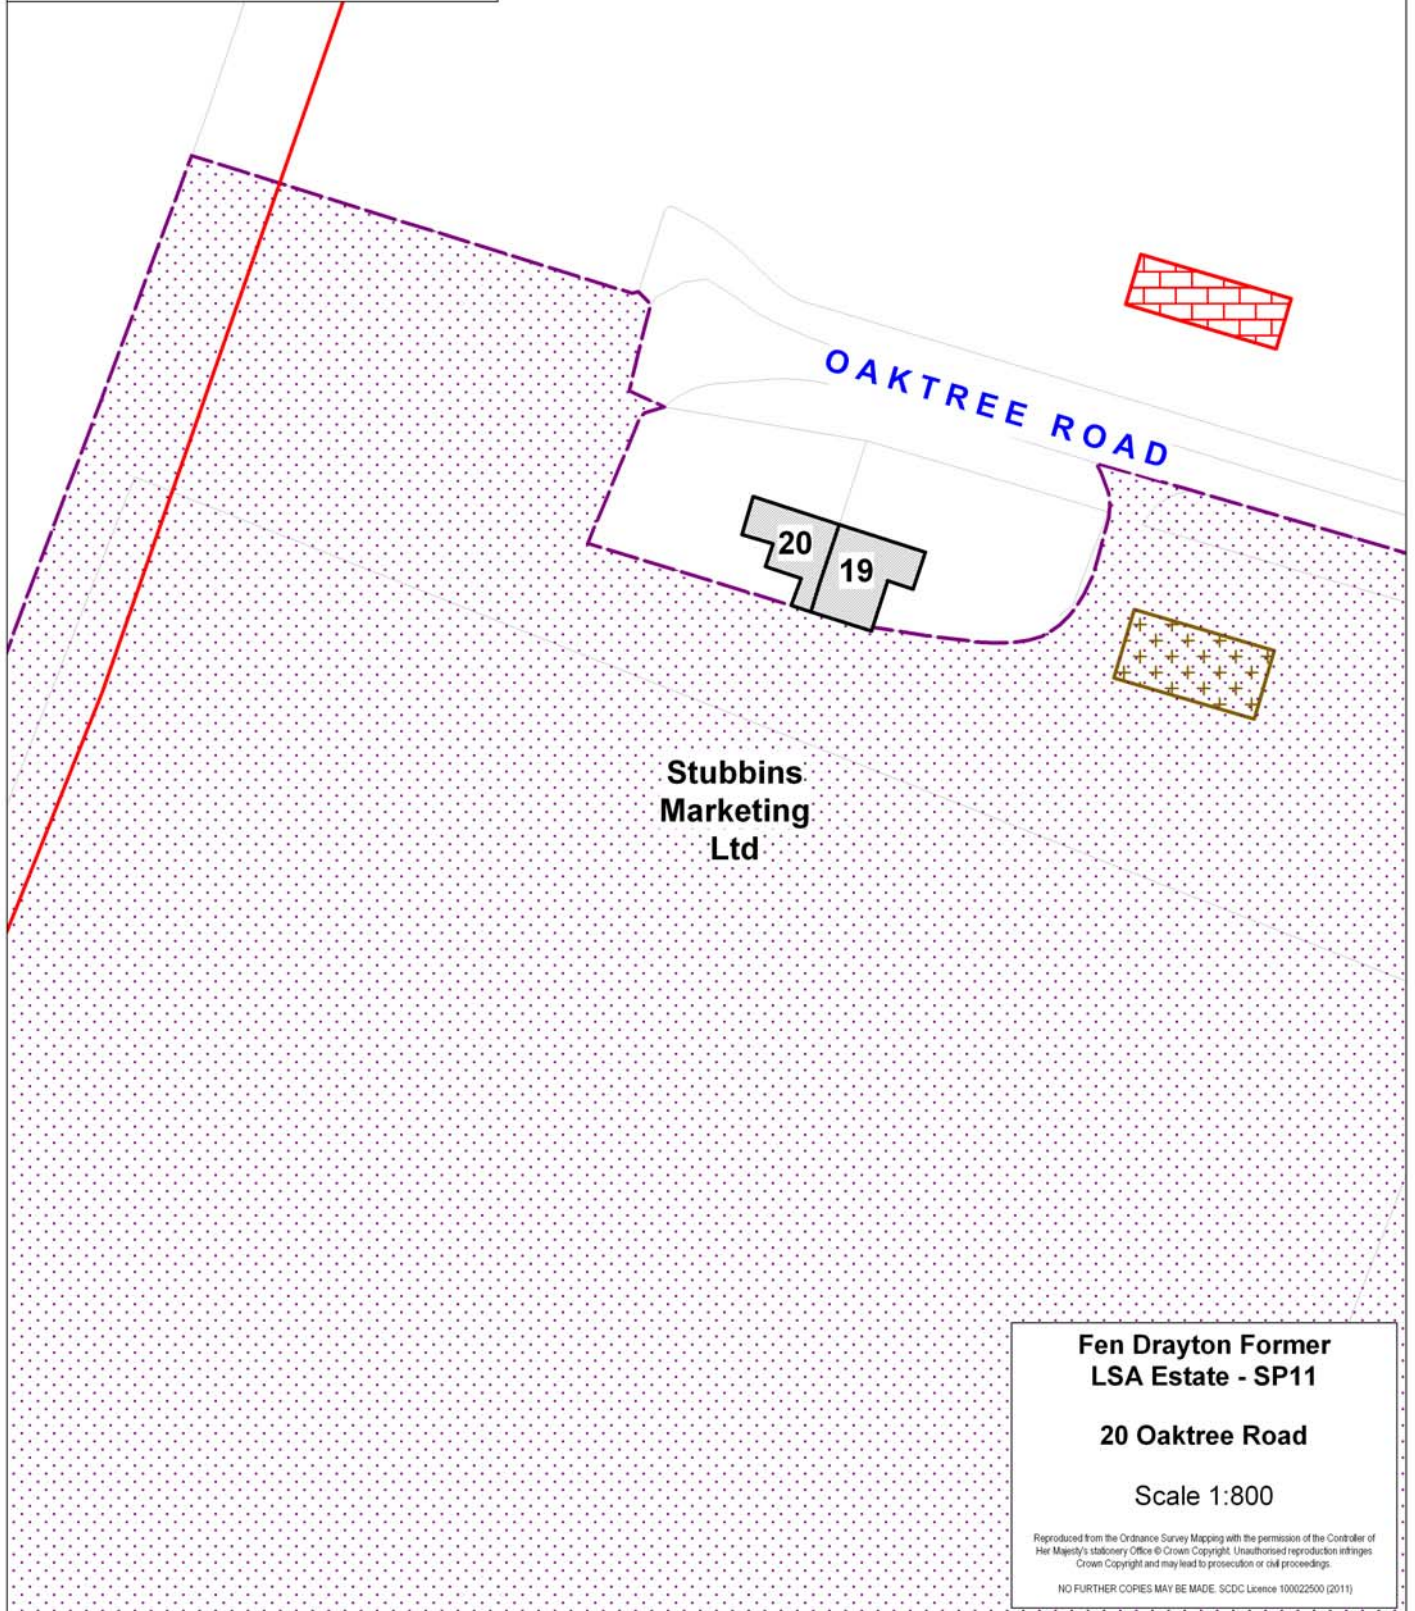 OAKTREE ROAD
20
19
Stubbins
Marketing
Ltd
Fen Drayton Former
LSA Estate - SP11
20 Oaktree Road
Scale 1:800
Reproduced from the Ordnance Survey Mapping with the permission of the Controller of
Her Majesty's stationery Office © Crown Copyright. Unauthorised reproduction infringes
Crown Copyright and may lead to prosecution or civil proceedings.
NO FURTHER COPIES MAY BE MADE. SCDC Licence 100022500 (2011)